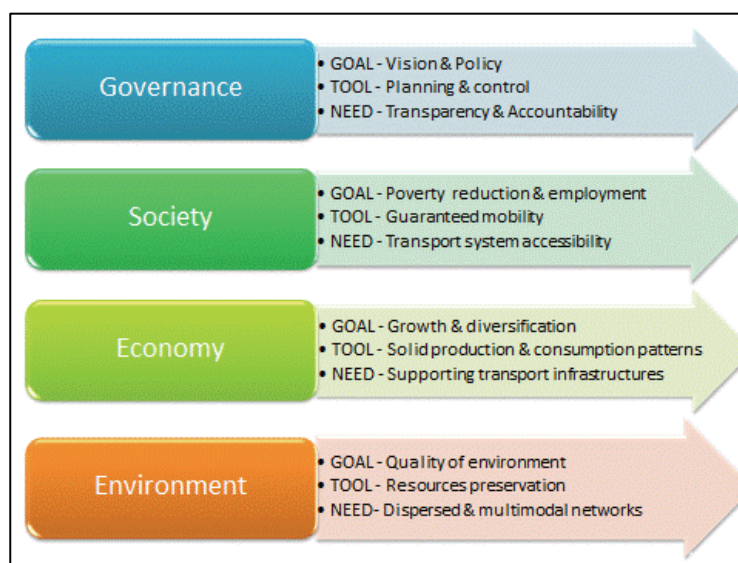 Governance
• GOAL - Vision & Policy
• TOOL - Planning & control
• NEED - Transparency & Accountability
Society
• GOAL - Poverty reduction & employment
• TOOL - Guaranteed mobility
• NEED - Transport system accessibility
Economy
• GOAL - Growth & diversification
• TOOL - Solid production & consumption patterns
• NEED - Supporting transport infrastructures
Environment
• GOAL - Quality of environment
• TOOL - Resources preservation
• NEED- Dispersed & multimodal networks